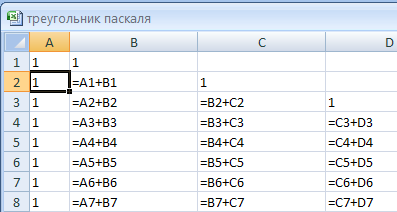 треугольник паскаля
A B C D
1 1 1
2 1 =A1+B1 1
3 1 =A2+B2 =B2+C2 1
4 1 =A3+B3 =B3+C3 =C3+D3
5 1 =A4+B4 =B4+C4 =C4+D4
6 1 =A5+B5 =B5+C5 =C5+D5
7 1 =A6+B6 =B6+C6 =C6+D6
8 1 =A7+B7 =B7+C7 =C7+D7